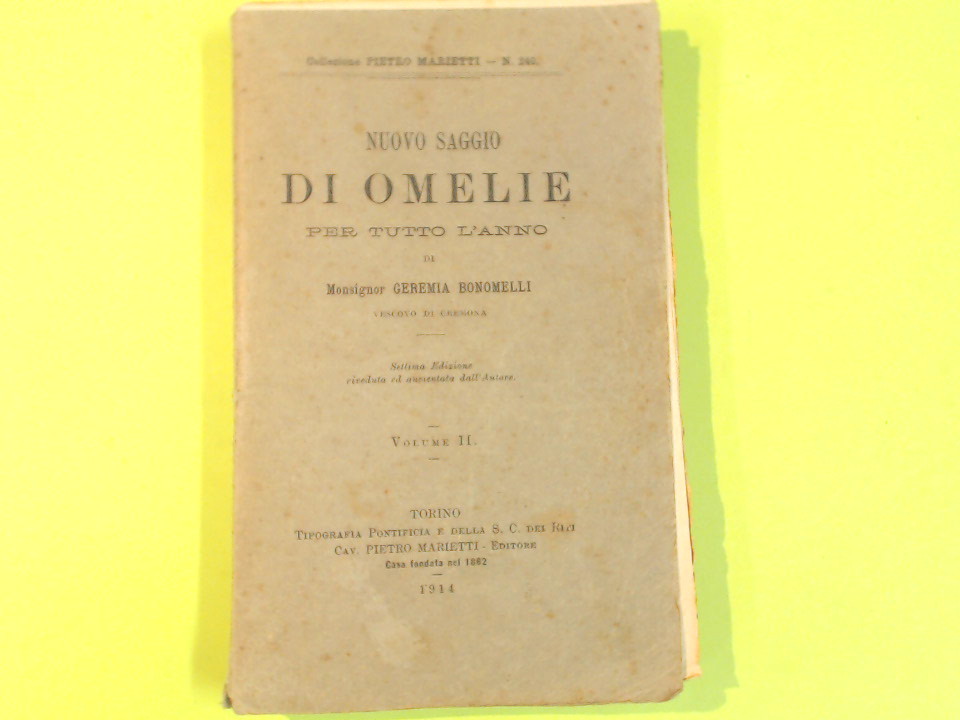 Collezione PIETRO MARIETTI — N. 240.
NUOVO SAGGIO
DI OMELIE
PER TUTTO L'ANNO
DI
Monsignor GEREMIA BONOMELLI
VESCOVO DI CREMONA
Settima Edizione
riveduta ed aumentata dall'Autore.
VOLUME II.
TORINO
TIPOGRAFIA PONTIFICIA E DELLA S. C. DEI RITI
CAV. PIETRO MARIETTI - EDITORE
Casa fondata nel 1862
1914